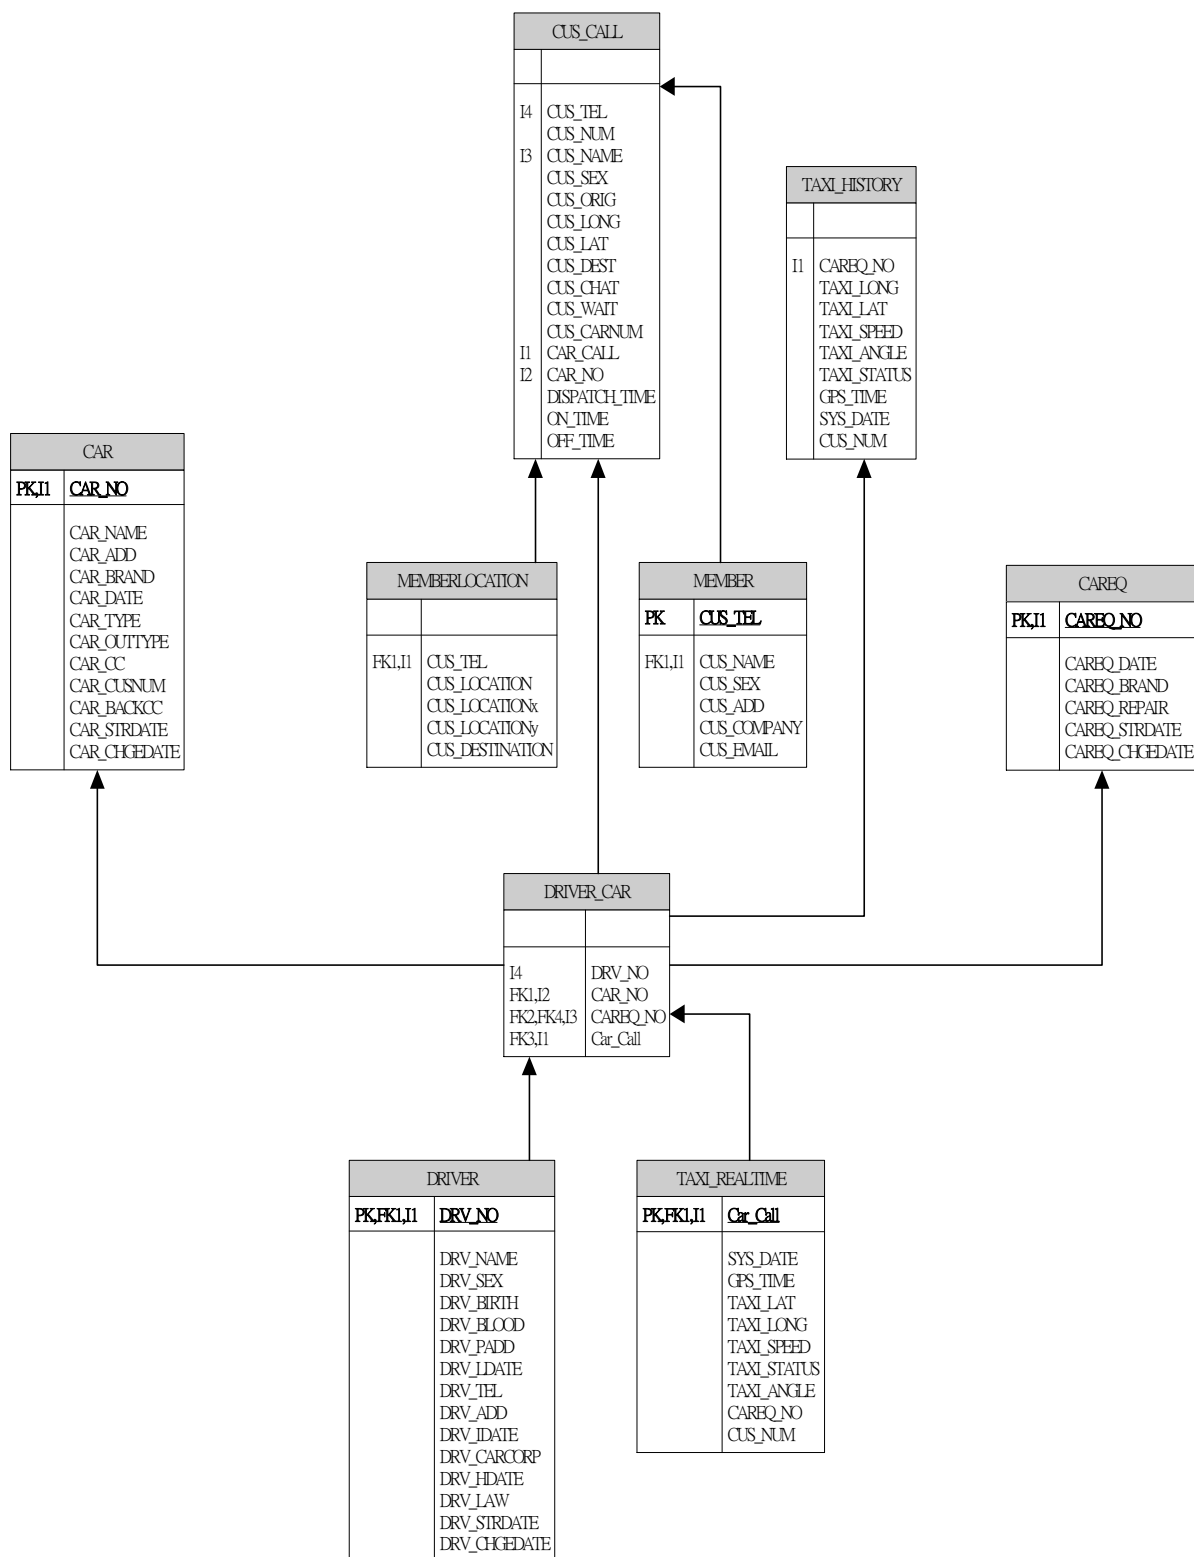 CUS_CALL
I4 CUS_TEL
CUS_NUM
I3 CUS_NAME
CUS_SEX
CUS_ORIG
CUS_LONG
CUS_LAT
CUS_DEST
CUS_CHAT
CUS_WAIT
CUS_CARNUM
I1 CAR_CALL
I2 CAR_NO
DISPATCH_TIME
ON_TIME
OFF_TIME
TAXI_HISTORY
I1 CAREQ_NO
TAXI_LONG
TAXI_LAT
TAXI_SPEED
TAXI_ANGLE
TAXI_STATUS
GPS_TIME
SYS_DATE
CUS_NUM
CAR
PK,I1 CAR_NO
CAR_NAME
CAR_ADD
CAR_BRAND
CAR_DATE
CAR_TYPE
CAR_OUTTYPE
CAR_CC
CAR_CUSNUM
CAR_BACKCC
CAR_STRDATE
CAR_CHGEDATE
MEMBERLOCATION
FK1,I1 CUS_TEL
CUS_LOCATION
CUS_LOCATIONx
CUS_LOCATIONy
CUS_DESTINATION
MEMBER
PK CUS_TEL
FK1,I1 CUS_NAME
CUS_SEX
CUS_ADD
CUS_COMPANY
CUS_EMAIL
CAREQ
PK,I1 CAREQ_NO
CAREQ_DATE
CAREQ_BRAND
CAREQ_REPAIR
CAREQ_STRDATE
CAREQ_CHGEDATE
DRIVER_CAR
I4 DRV_NO
FK1,I2 CAR_NO
FK2,FK4,I3 CAREQ_NO
FK3,I1 Car_Call
DRIVER
PK,FK1,I1 DRV_NO
DRV_NAME
DRV_SEX
DRV_BIRTH
DRV_BLOOD
DRV_PADD
DRV_LDATE
DRV_TEL
DRV_ADD
DRV_IDATE
DRV_CARCORP
DRV_HDATE
DRV_LAW
DRV_STRDATE
DRV_CHGEDATE
TAXI_REALTIME
PK,FK1,I1 Car_Call
SYS_DATE
GPS_TIME
TAXI_LAT
TAXI_LONG
TAXI_SPEED
TAXI_STATUS
TAXI_ANGLE
CAREQ_NO
CUS_NUM